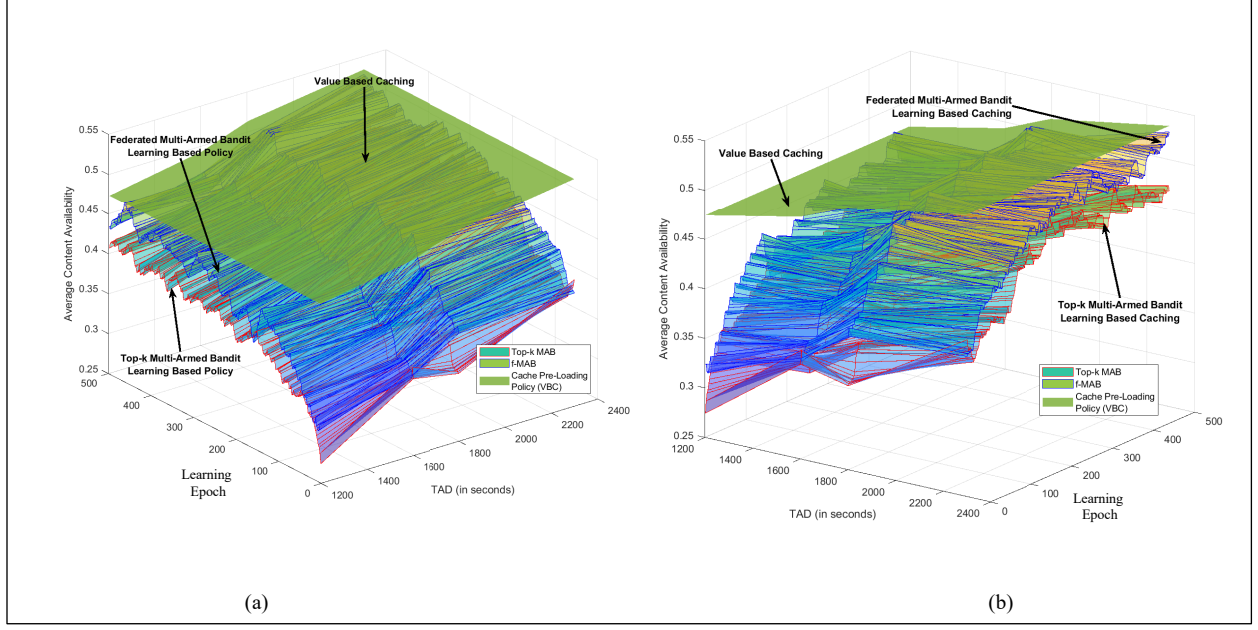 Value Based Caching
Federated Multi-Armed Bandit
Learning Based Policy
Top-k Multi-Armed Bandit
Learning Based Policy
Average Content Availability
0.55
0.5
0.45
0.4
0.35
0.3
0.25
500
400
300
200
100
0
Learning
Epoch
1200
1400
1600
1800
2000
2200
2400
TAD (in seconds)
Top-k MAB
f-MAB
Cache Pre-Loading
Policy (VBC)
(a)
Federated Multi-Armed Bandit
Learning Based Caching
Value Based Caching
Top-k Multi-Armed Bandit
Learning Based Caching
Average Content Availability
0.55
0.5
0.45
0.4
0.35
0.3
0.25
1200
1400
1600
1800
2000
2200
2400
TAD (in seconds)
0
100
200
300
400
500
Learning
Epoch
Top-k MAB
f-MAB
Cache Pre-Loading
Policy (VBC)
(b)